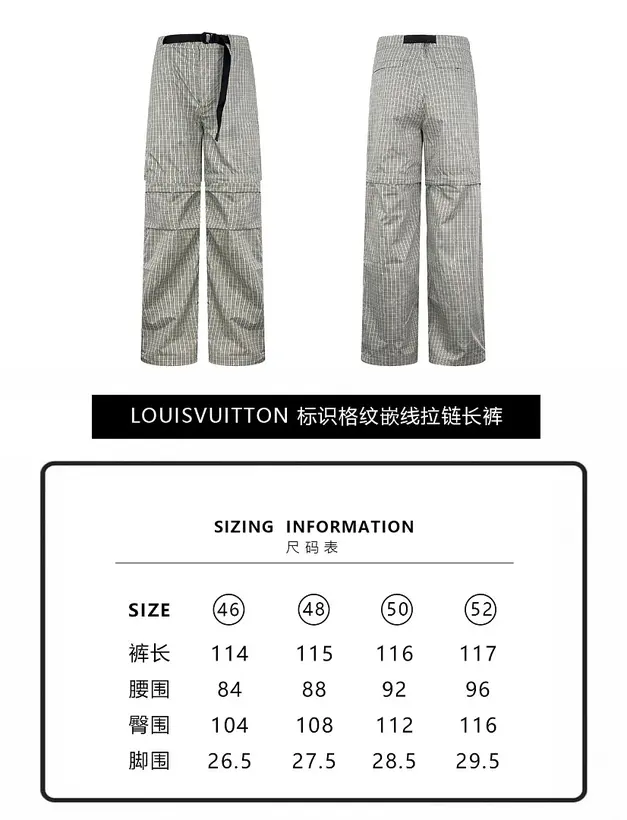 LOUISVUITTON 标识格纹嵌线拉链长裤
SIZING INFORMATION
尺码表
SIZE 46 48 50 52
裤长 114 115 116 117
腰围 84 88 92 96
臀围 104 108 112 116
脚围 26.5 27.5 28.5 29.5